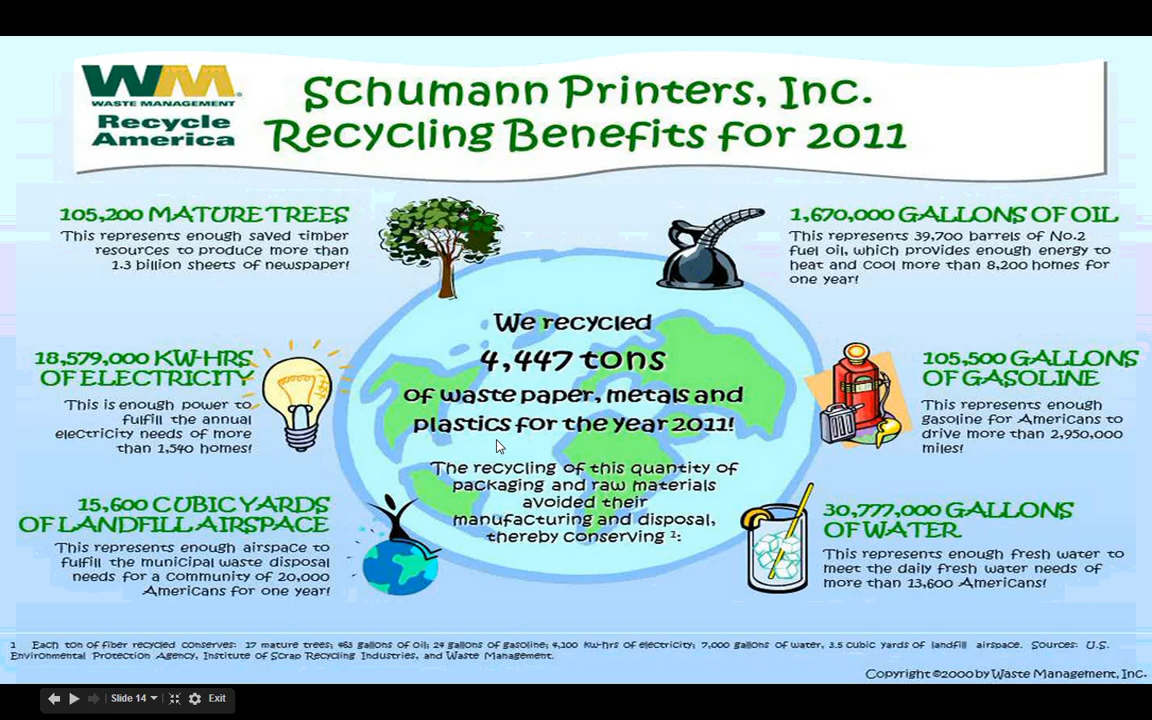 WM
WASTE MANAGEMENT
Recycle
America
Schumann Printers, Inc.
Recycling Benefits for 2011
105,200 MATURE TREES
This represents enough saved timber
resources to produce more than
1.3 billion sheets of newspaper!
1,670,000 GALLONS OF OIL
This represents 39,700 barrels of No.2
fuel oil, which provides enough energy to
heat and cool more than 8,200 homes for
one year!
We recycled
4,447 tons
of waste paper, metals and
plastics for the year 2011!
The recycling of this quantity of
packaging and raw materials
avoided their
manufacturing and disposal,
thereby conserving 1:
18,579,000 KW-HRS
OF ELECTRICITY
This is enough power to
fulfill the annual
electricity needs of more
than 1,540 homes!
105,500 GALLONS
OF GASOLINE
This represents enough
gasoline for Americans to
drive more than 2,950,000
miles!
15,600 CUBIC YARDS
OF LANDFILL AIRSPACE
This represents enough airspace to
fulfill the municipal waste disposal
needs for a community of 20,000
Americans for one year!
30,777,000 GALLONS
OF WATER
This represents enough fresh water to
meet the daily fresh water needs of
more than 13,600 Americans!
1 Each ton of fiber recycled conserves: 17 mature trees; 463 gallons of oil; 24 gallons of gasoline; 4,100 kw-hrs of electricity; 7,000 gallons of water, 3.5 cubic yards of landfill airspace. Sources: U.S.
Environmental Protection Agency, Institute of Scrap Recycling Industries, and Waste Management.
Copyright ©2000 by Waste Management, Inc.
Slide 14
Exit